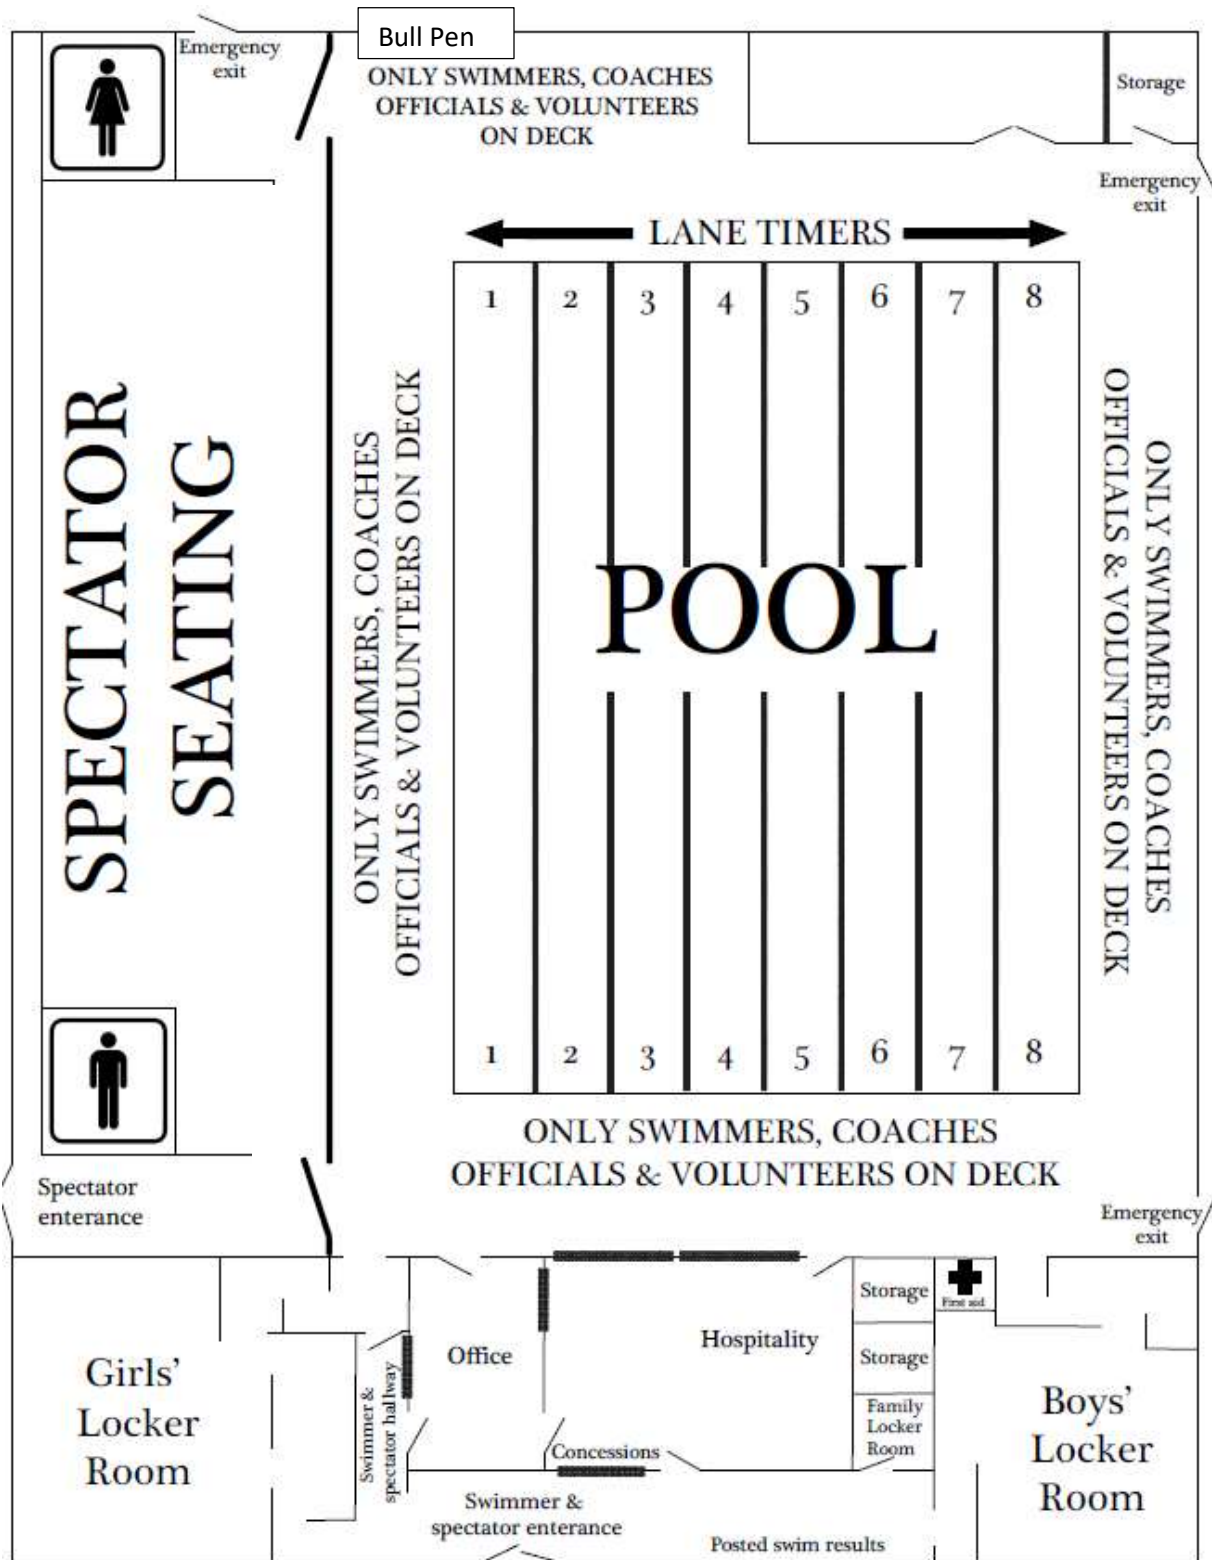 Bull Pen
Emergency
exit
ONLY SWIMMERS, COACHES
OFFICIALS & VOLUNTEERS
ON DECK
Storage
Emergency
exit
LANE TIMERS
1 2 3 4 5 6 7 8
SPECTATOR
SEATING
ONLY SWIMMERS, COACHES
OFFICIALS & VOLUNTEERS ON DECK
POOL
ONLY SWIMMERS, COACHES
OFFICIALS & VOLUNTEERS ON DECK
1 2 3 4 5 6 7 8
ONLY SWIMMERS, COACHES
OFFICIALS & VOLUNTEERS ON DECK
Spectator
enterance
Emergency
exit
Girls'
Locker
Room
Swimmer &
spectator hallway
Office
Hospitality
Concessions
Storage
Storage
Family
Locker
Room
First aid
Boys'
Locker
Room
Swimmer &
spectator enterance
Posted swim results